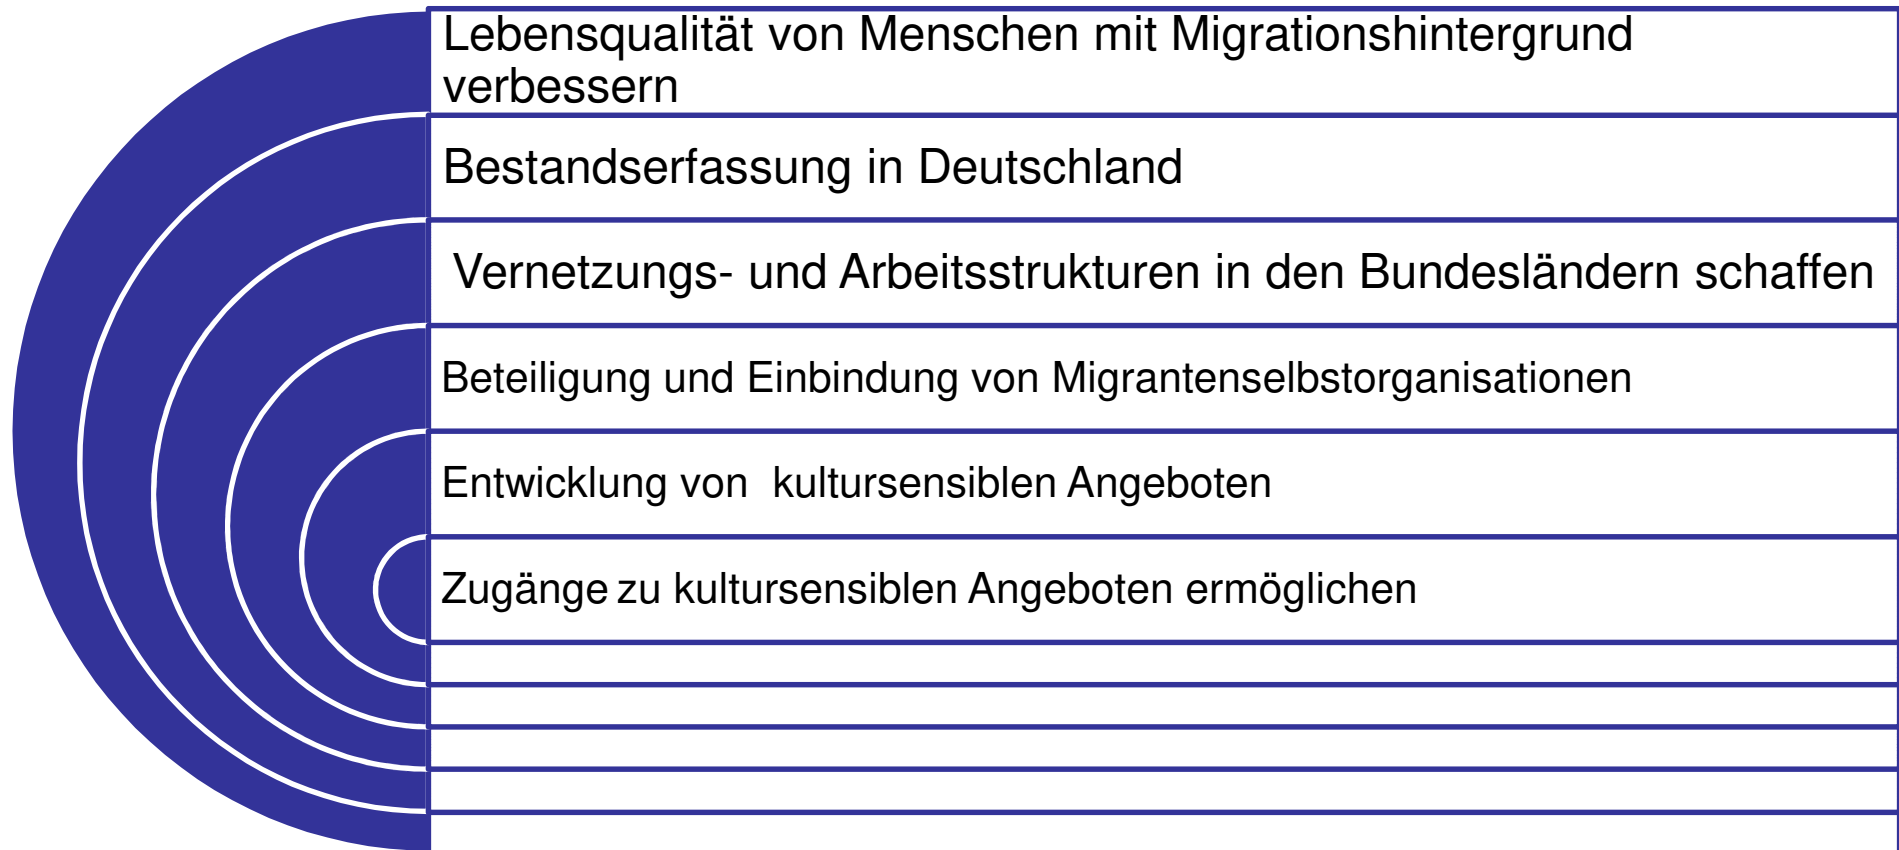 Lebensqualität von Menschen mit Migrationshintergrund
verbessern
Bestandserfassung in Deutschland
Vernetzungs- und Arbeitsstrukturen in den Bundesländern schaffen
Beteiligung und Einbindung von Migrantenselbstorganisationen
Entwicklung von kultursensiblen Angeboten
Zugänge zu kultursensiblen Angeboten ermöglichen